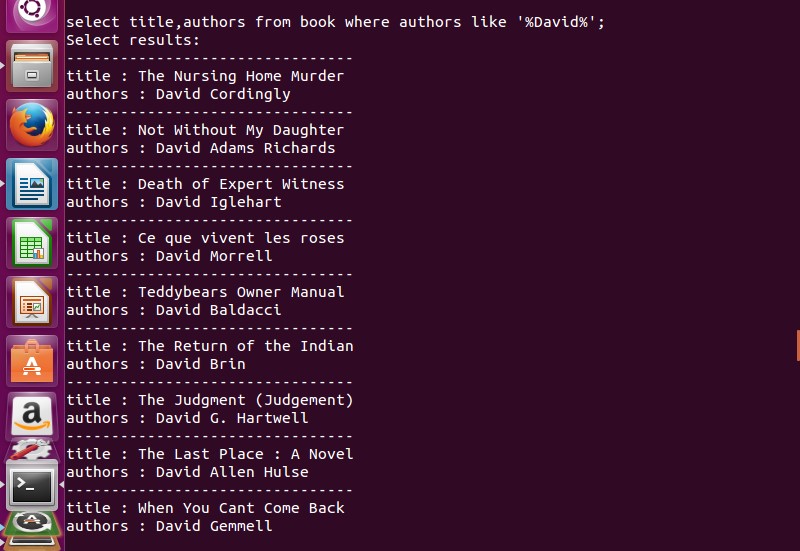 select title,authors from book where authors like '%David%';
Select results:
--------------------------------
title : The Nursing Home Murder
authors : David Cordingly
--------------------------------
title : Not Without My Daughter
authors : David Adams Richards
--------------------------------
title : Death of Expert Witness
authors : David Iglehart
--------------------------------
title : Ce que vivent les roses
authors : David Morrell
--------------------------------
title : Teddybears Owner Manual
authors : David Baldacci
--------------------------------
title : The Return of the Indian
authors : David Brin
--------------------------------
title : The Judgment (Judgement)
authors : David G. Hartwell
--------------------------------
title : The Last Place : A Novel
authors : David Allen Hulse
--------------------------------
title : When You Cant Come Back
authors : David Gemmell